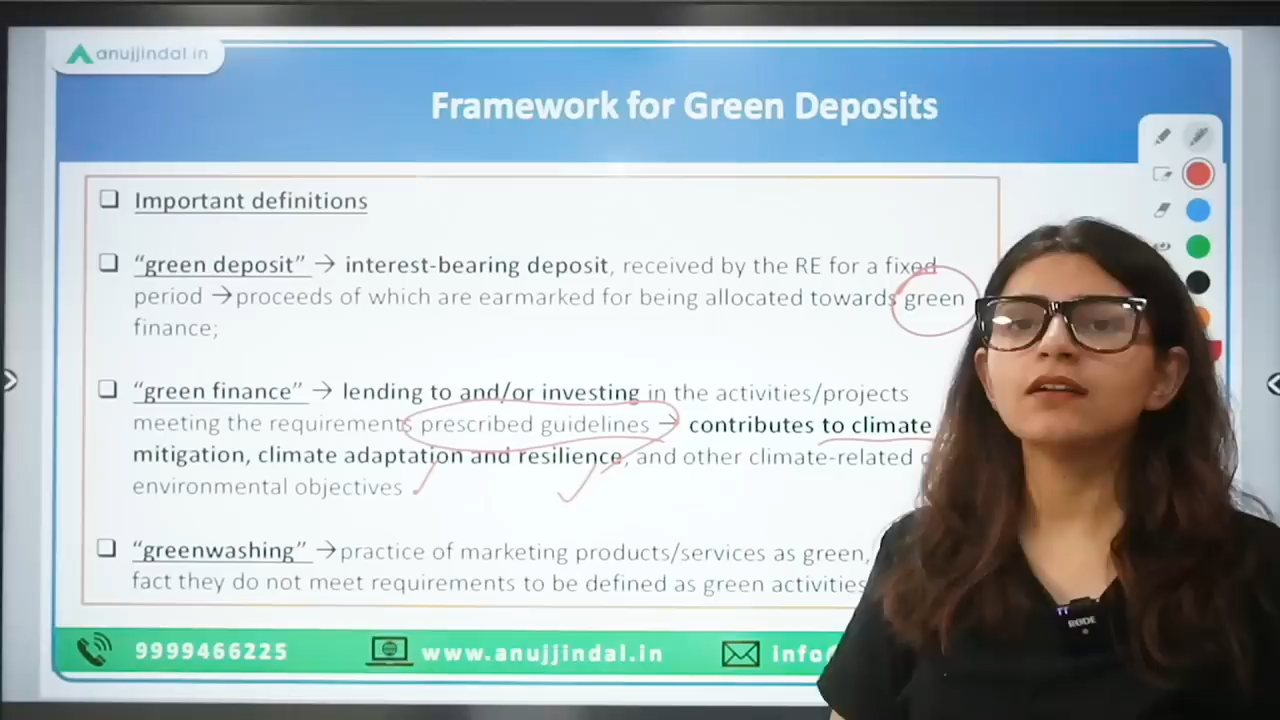 anujjindal.in
Framework for Green Deposits
❑ Important definitions
❑ “green deposit” → interest-bearing deposit, received by the RE for a fixed
period →proceeds of which are earmarked for being allocated towards green
finance;
❑ “green finance” → lending to and/or investing in the activities/projects
meeting the requirements prescribed guidelines → contributes to climate
mitigation, climate adaptation and resilience, and other climate-related
environmental objectives
❑ “greenwashing” →practice of marketing products/services as green,
fact they do not meet requirements to be defined as green activities
9999466225 www.anujjindal.in info
RODE